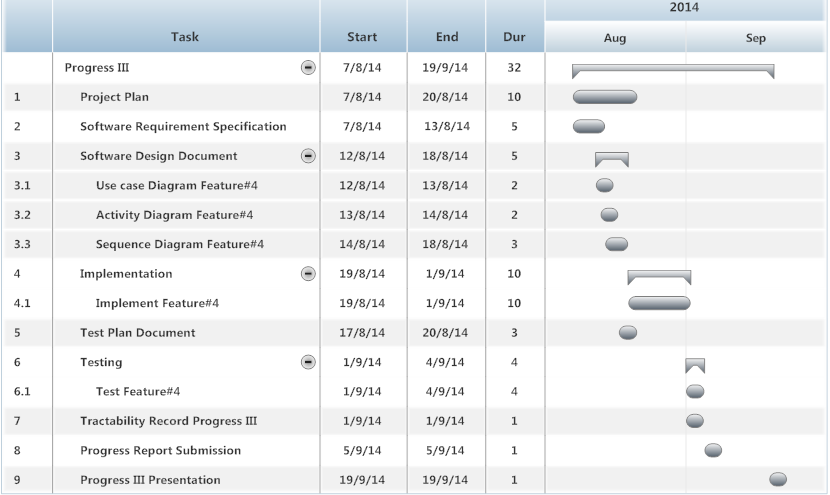 2014
Task Start End Dur Aug Sep
Progress III 7/8/14 19/9/14 32
1 Project Plan 7/8/14 20/8/14 10
2 Software Requirement Specification 7/8/14 13/8/14 5
3 Software Design Document 12/8/14 18/8/14 5
3.1 Use case Diagram Feature#4 12/8/14 13/8/14 2
3.2 Activity Diagram Feature#4 13/8/14 14/8/14 2
3.3 Sequence Diagram Feature#4 14/8/14 18/8/14 3
4 Implementation 19/8/14 1/9/14 10
4.1 Implement Feature#4 19/8/14 1/9/14 10
5 Test Plan Document 17/8/14 20/8/14 3
6 Testing 1/9/14 4/9/14 4
6.1 Test Feature#4 1/9/14 4/9/14 4
7 Tractability Record Progress III 1/9/14 1/9/14 1
8 Progress Report Submission 5/9/14 5/9/14 1
9 Progress III Presentation 19/9/14 19/9/14 1